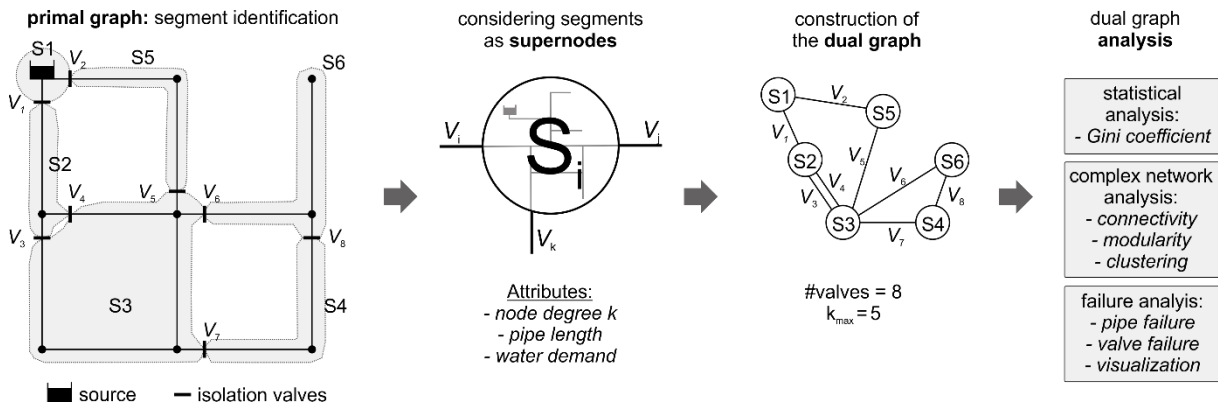 primal graph: segment identification
S1
V2
S5
S6
V1
S2
V4
V5
V6
V3
V8
S3
S4
V7
source
isolation valves
considering segments
as supernodes
Vi
Vj
Si
Vk
Attributes:
- node degree k
- pipe length
- water demand
construction of
the dual graph
S1
V2
S5
V1
S2
V5
S6
V4
V6
V3
V8
S3
S4
V7
#valves = 8
kmax = 5
dual graph
analysis
statistical
analysis:
- Gini coefficient
complex network
analysis:
- connectivity
- modularity
- clustering
failure analyis:
- pipe failure
- valve failure
- visualization